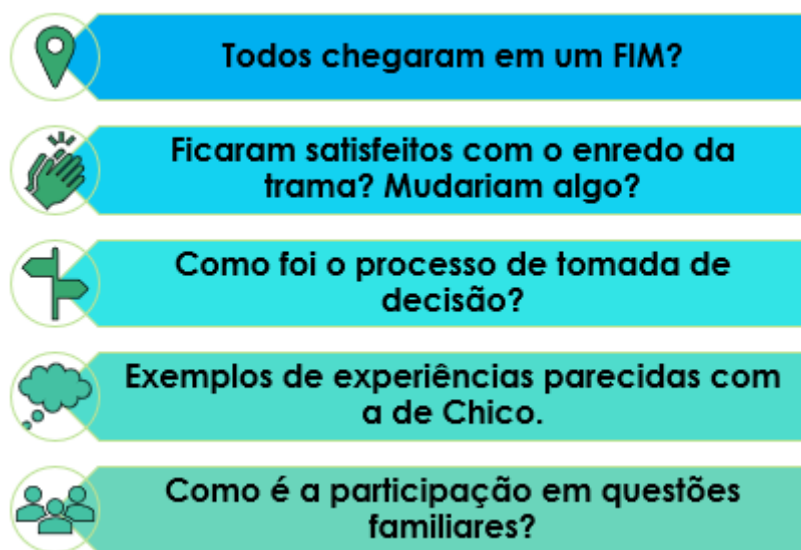 Todos chegaram em um FIM?
Ficaram satisfeitos com o enredo da
trama? Mudariam algo?
Como foi o processo de tomada de
decisão?
Exemplos de experiências parecidas com
a de Chico.
Como é a participação em questões
familiares?